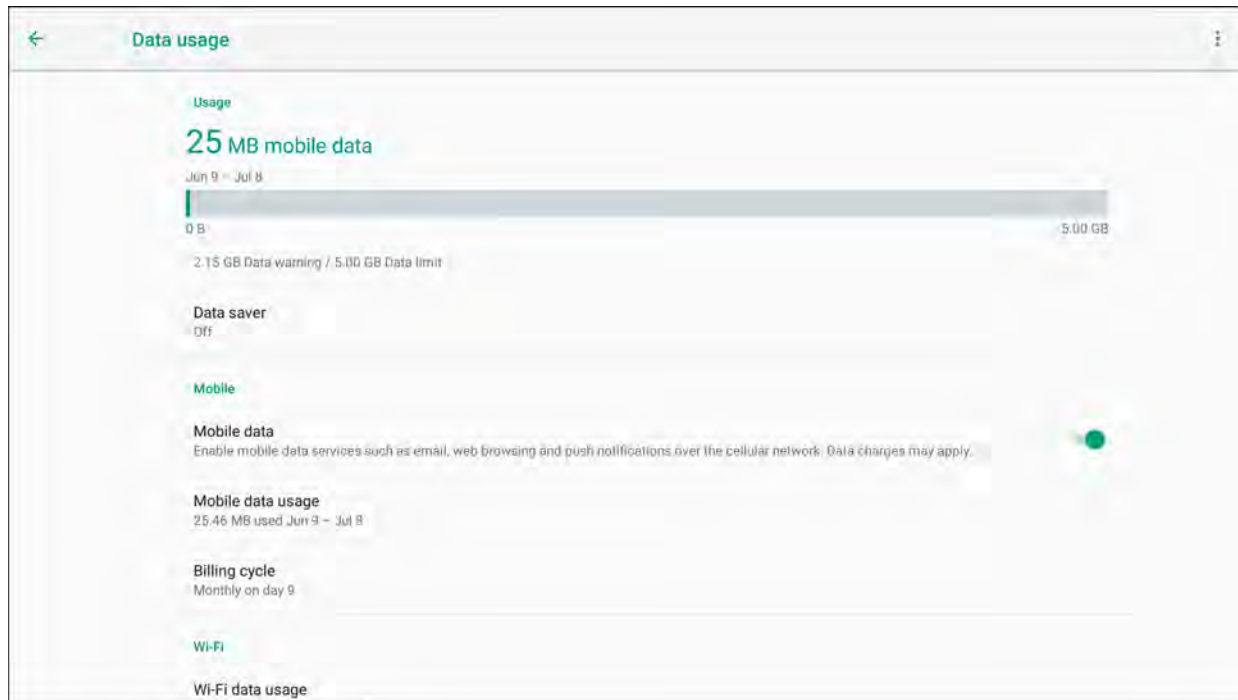 Data usage
Usage
25 MB mobile data
Jun 9 – Jul 8
0 B 5.00 GB
2.15 GB Data warning / 5.00 GB Data limit
Data saver
Off
Mobile
Mobile data
Enable mobile data services such as email, web browsing and push notifications over the cellular network. Data charges may apply.
Mobile data usage
25.46 MB used Jun 9 – Jul 8
Billing cycle
Monthly on day 9
Wi-Fi
Wi-Fi data usage